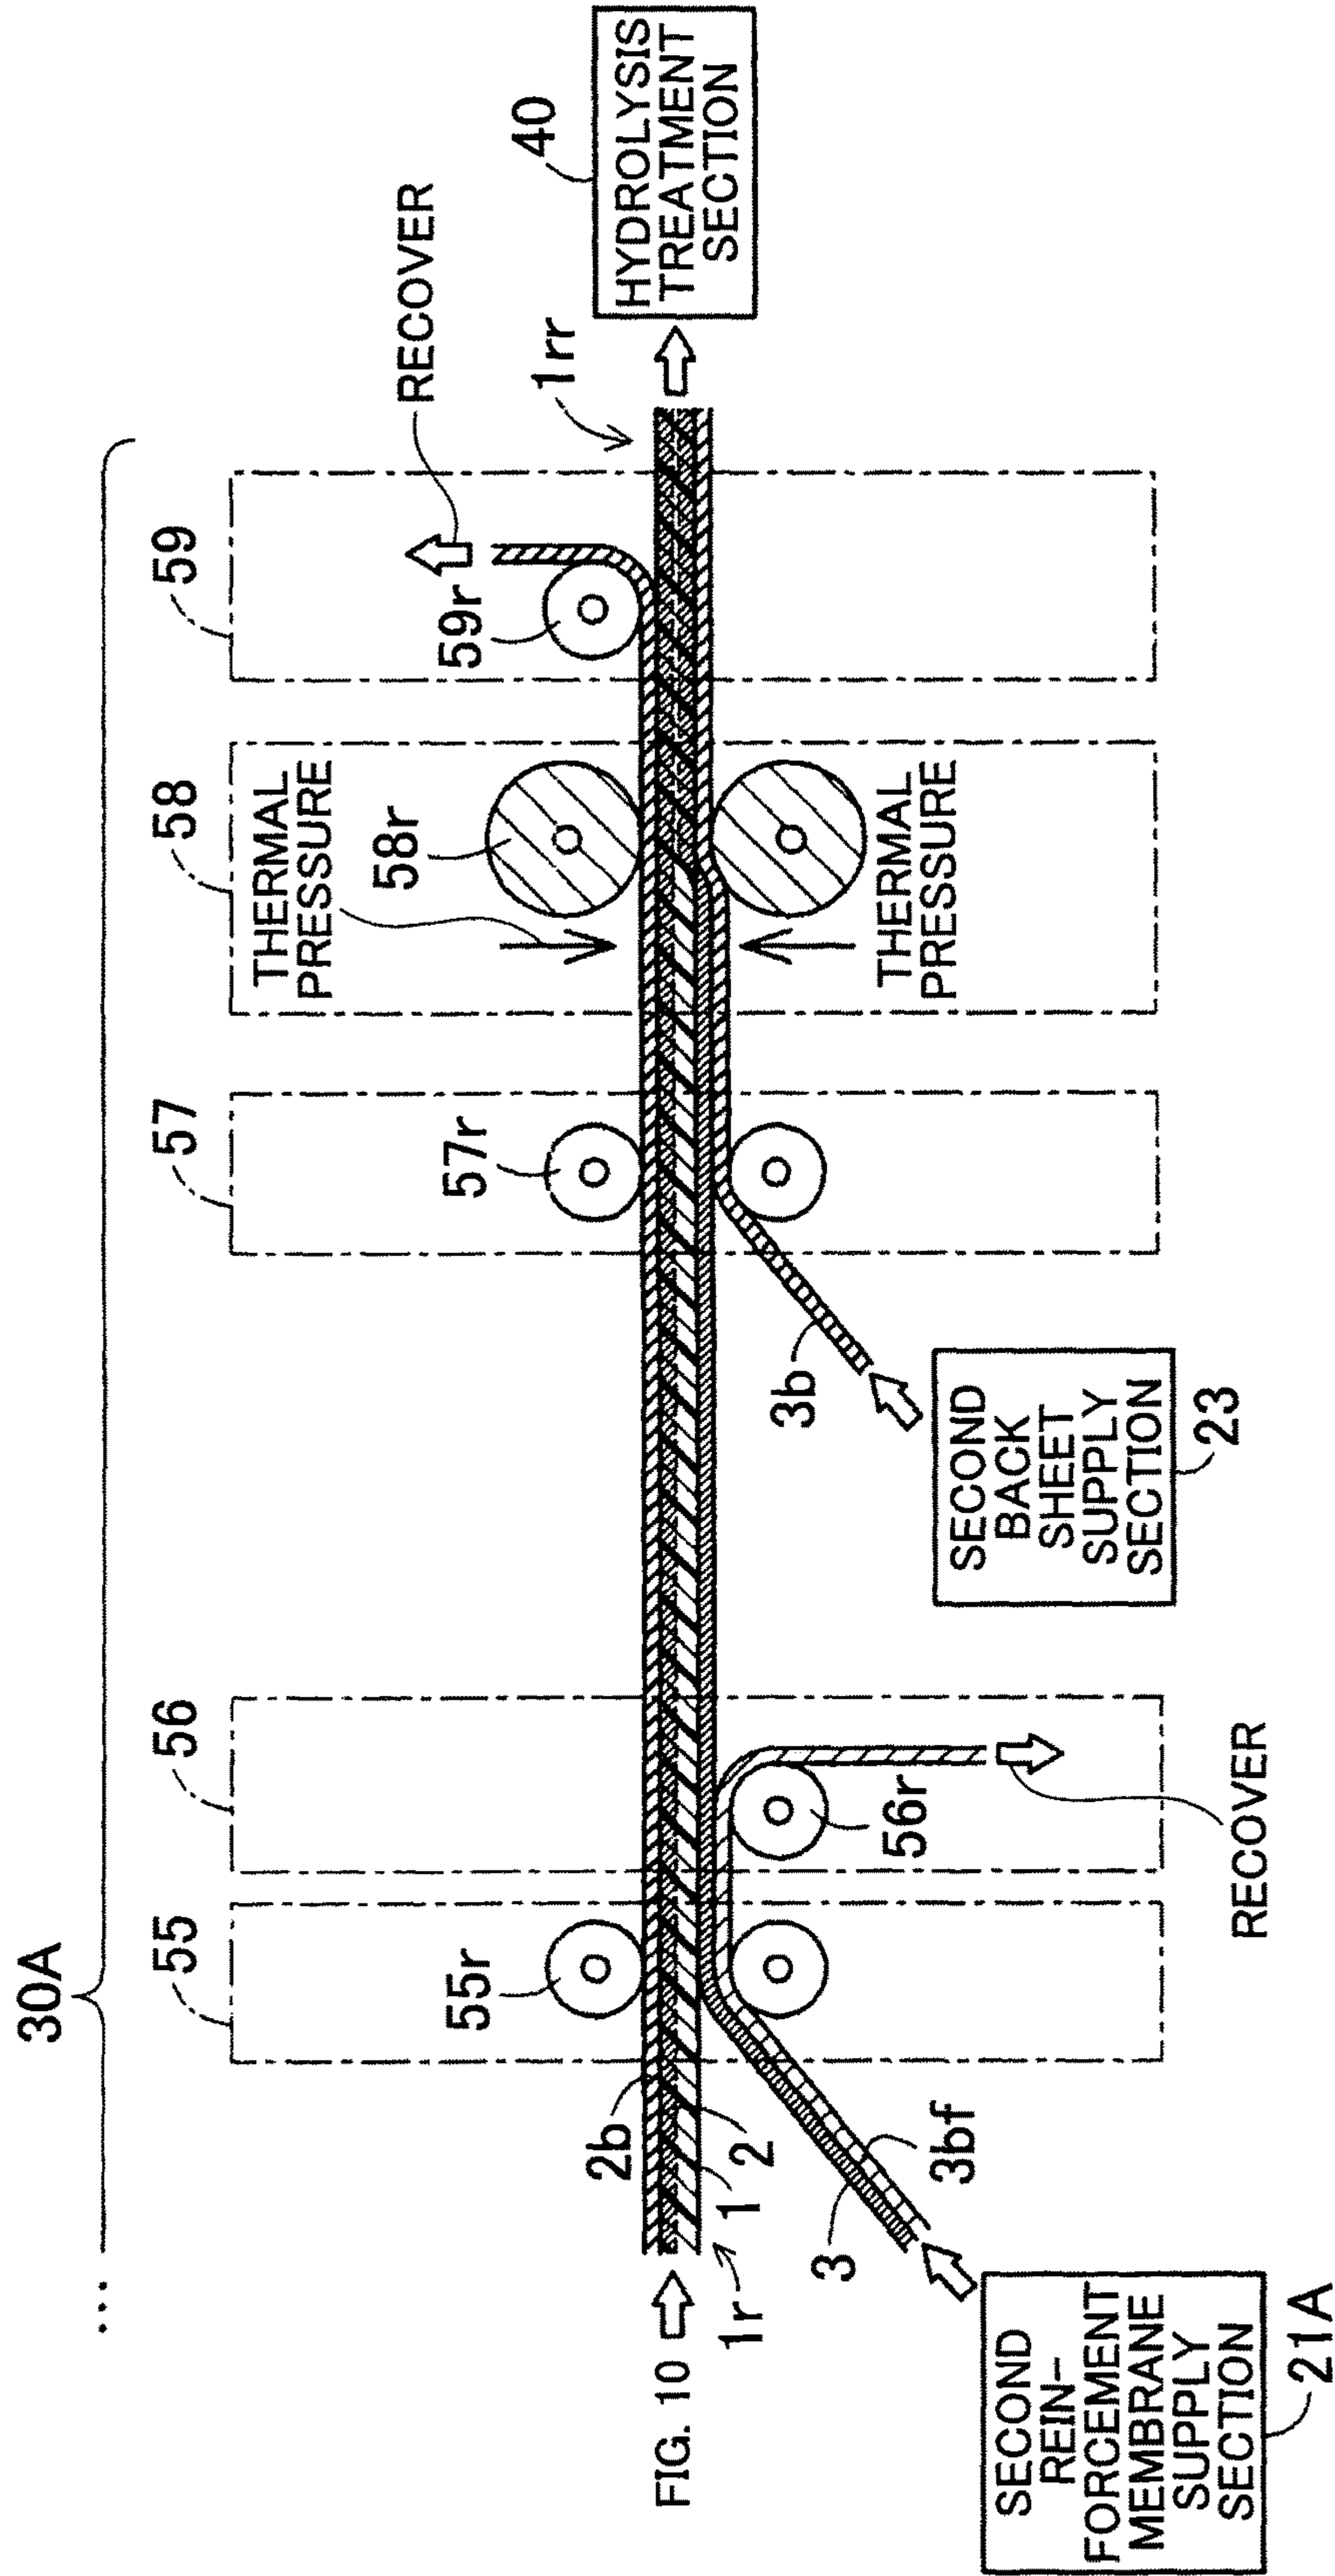 30A
...
55
56
57
58
59
THERMAL
PRESSURE
RECOVER
55r
57r
58r
59r
40
1rr
HYDROLYSIS
TREATMENT
SECTION
2b
2
1
1r
FIG. 10
3
3bf
56r
3b
THERMAL
PRESSURE
SECOND
REIN-
FORCEMENT
MEMBRANE
SUPPLY
SECTION
21A
RECOVER
SECOND
BACK
SHEET
SUPPLY
SECTION
23